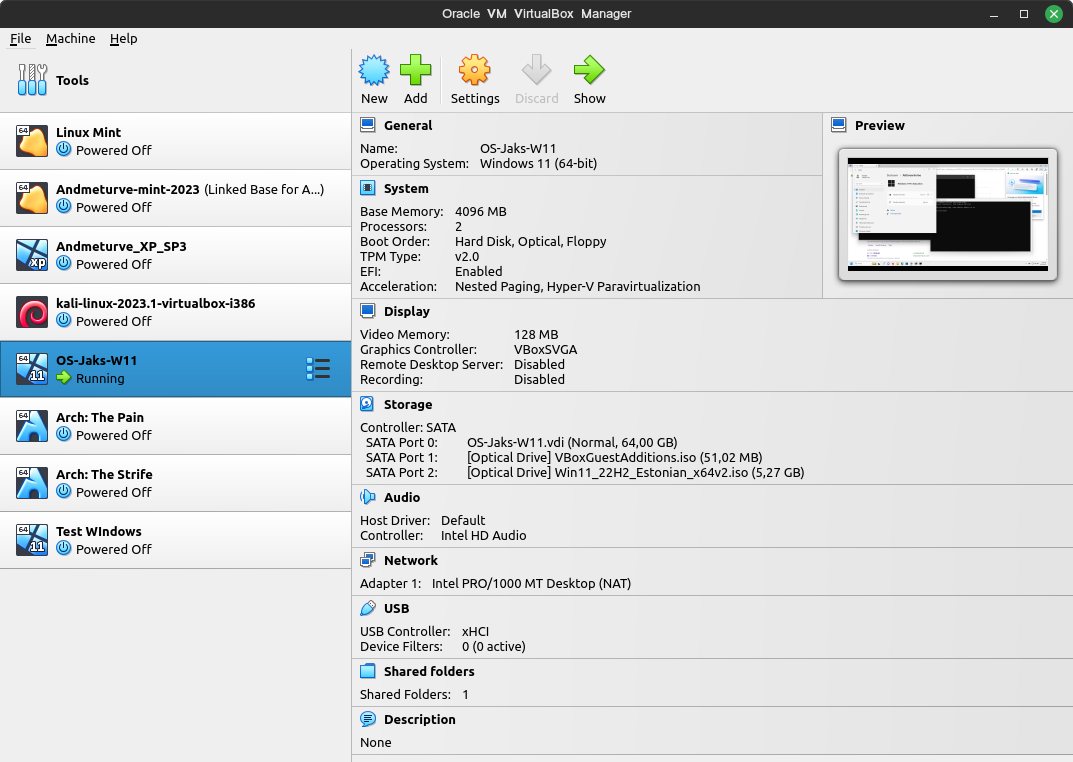 Oracle VM VirtualBox Manager
File Machine Help
Tools
New Add Settings Discard Show
64
Linux Mint
Powered Off
64
Andmeturve-mint-2023 (Linked Base for A...)
Powered Off
xp
Andmeturve_XP_SP3
Powered Off
kali-linux-2023.1-virtualbox-i386
Powered Off
64
11
OS-Jaks-W11
Running
64
Arch: The Pain
Powered Off
64
Arch: The Strife
Powered Off
64
11
Test WIndows
Powered Off
General
Name: OS-Jaks-W11
Operating System: Windows 11 (64-bit)
Preview
System
Base Memory: 4096 MB
Processors: 2
Boot Order: Hard Disk, Optical, Floppy
TPM Type: v2.0
EFI: Enabled
Acceleration: Nested Paging, Hyper-V Paravirtualization
Display
Video Memory: 128 MB
Graphics Controller: VBoxSVGA
Remote Desktop Server: Disabled
Recording: Disabled
Storage
Controller: SATA
SATA Port 0: OS-Jaks-W11.vdi (Normal, 64,00 GB)
SATA Port 1: [Optical Drive] VBoxGuestAdditions.iso (51,02 MB)
SATA Port 2: [Optical Drive] Win11_22H2_Estonian_x64v2.iso (5,27 GB)
Audio
Host Driver: Default
Controller: Intel HD Audio
Network
Adapter 1: Intel PRO/1000 MT Desktop (NAT)
USB
USB Controller: xHCI
Device Filters: 0 (0 active)
Shared folders
Shared Folders: 1
Description
None